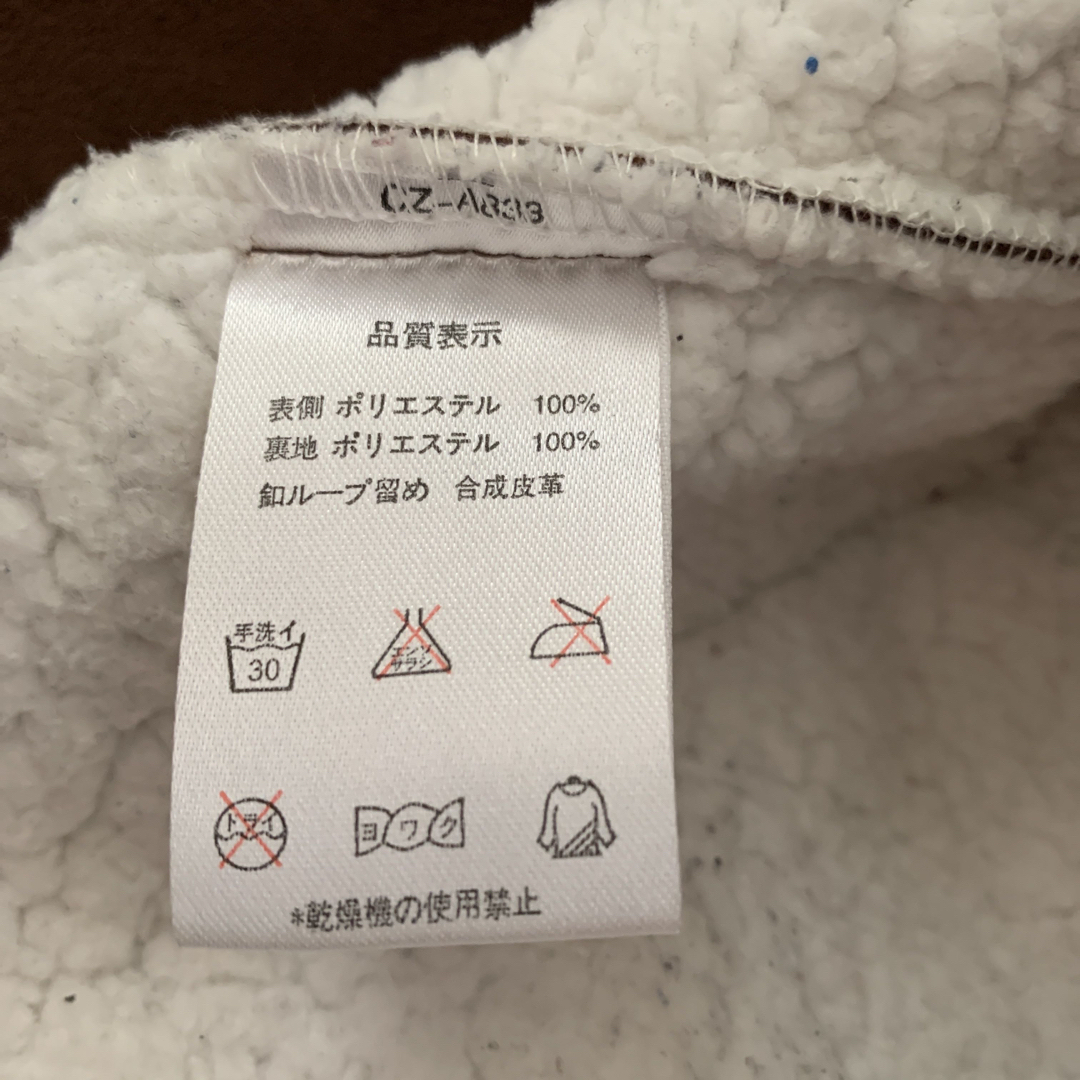 品質表示
表側 ポリエステル 100%
裏地 ポリエステル 100%
釦ループ留め 合成皮革
手洗イ
30
エンソ
サラシ
ドライ
ヨワク
*乾燥機の使用禁止